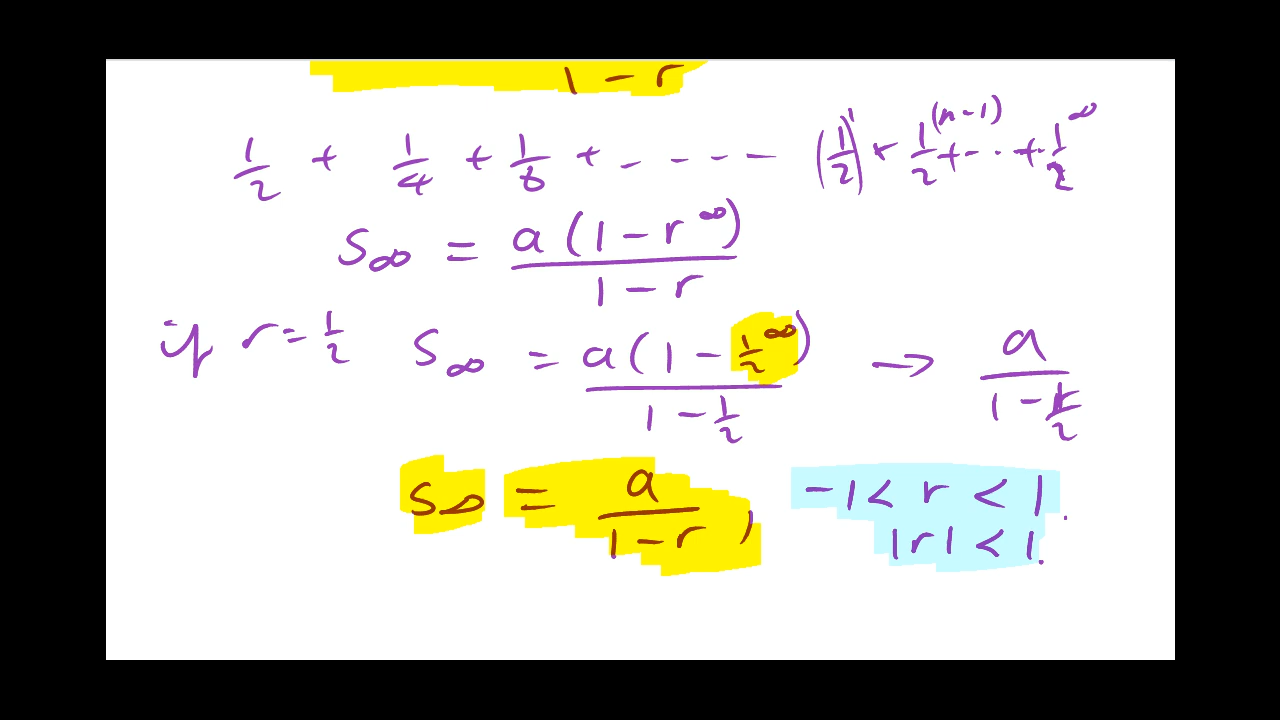 1 - r
1/2 + 1/4 + 1/8 + - - - - (1/2)^1 + 1/2^(n-1) + - · · + 1/2^∞
S∞ = a(1 - r^∞) / 1 - r
if r = 1/2 S∞ = a(1 - 1/2^∞) / 1 - 1/2 → a / 1 - 1/2
S∞ = a / 1 - r , -1 < r < 1.
|r| < 1.